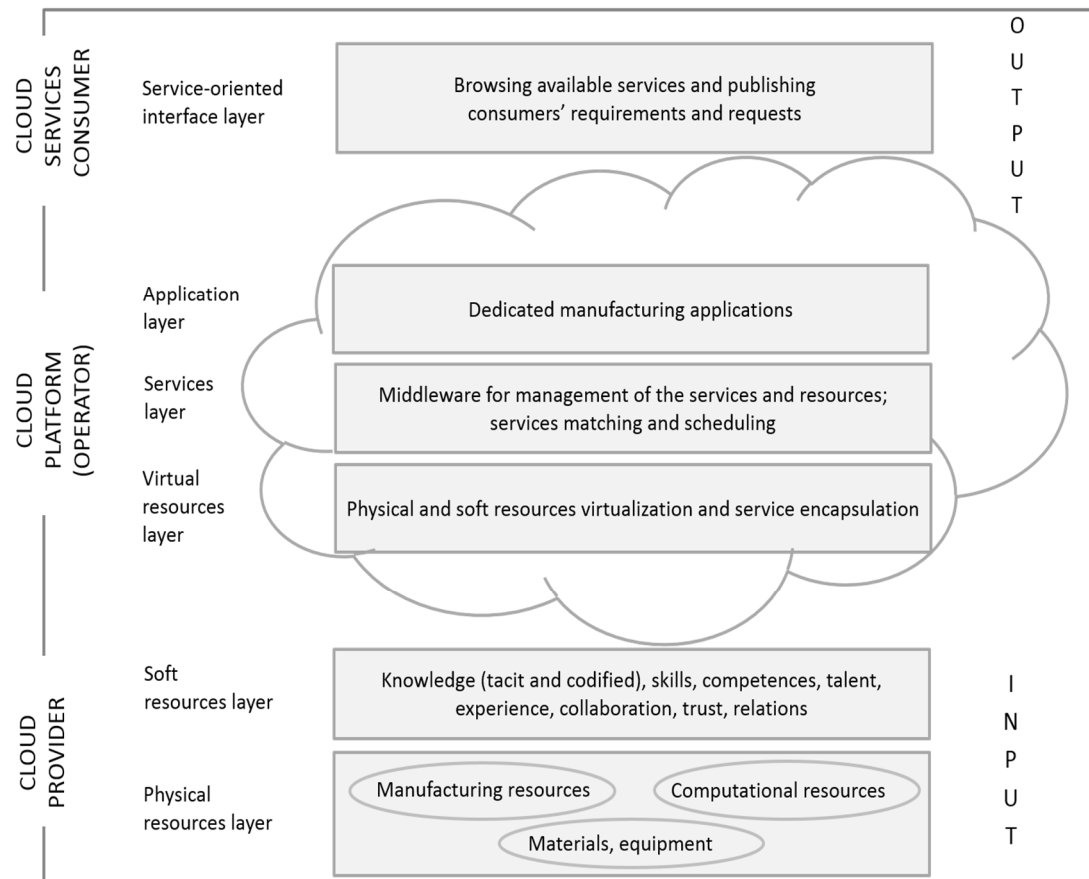 CLOUD
SERVICES
CONSUMER
Service-oriented
interface layer
Browsing available services and publishing
consumers’ requirements and requests
OUTPUT
CLOUD
PLATFORM
(OPERATOR)
Application
layer
Dedicated manufacturing applications
Services
layer
Middleware for management of the services and resources;
services matching and scheduling
Virtual
resources
layer
Physical and soft resources virtualization and service encapsulation
CLOUD
PROVIDER
Soft
resources layer
Knowledge (tacit and codified), skills, competences, talent,
experience, collaboration, trust, relations
Physical
resources layer
Manufacturing resources
Computational resources
Materials, equipment
INPUT